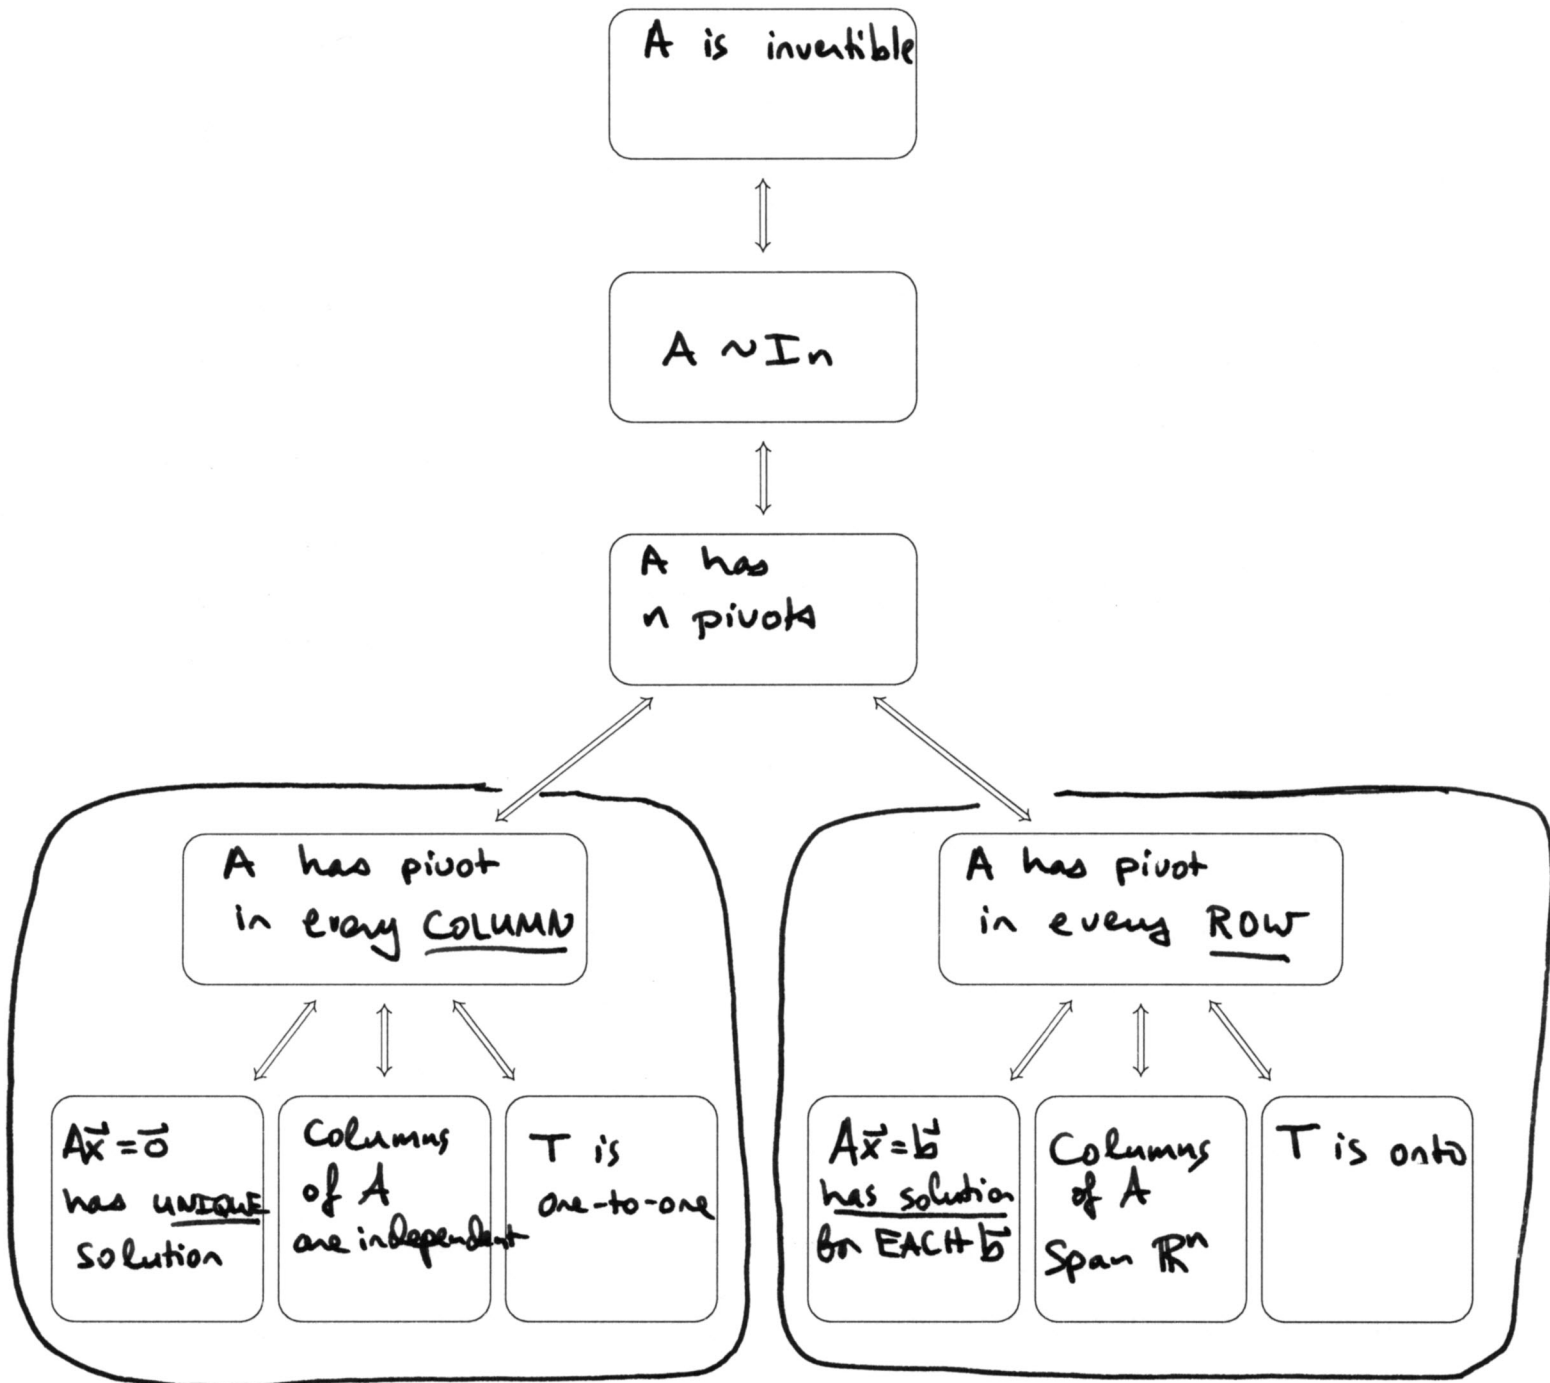 A is invertible
A ~ In
A has
n pivots
A has pivot
in every COLUMN
A has pivot
in every ROW
Ax⃗ = o⃗
has UNIQUE
solution
Columns
of A
are independent
T is
one-to-one
Ax⃗ = b⃗
has solution
for EACH b⃗
Columns
of A
Span ℝⁿ
T is onto